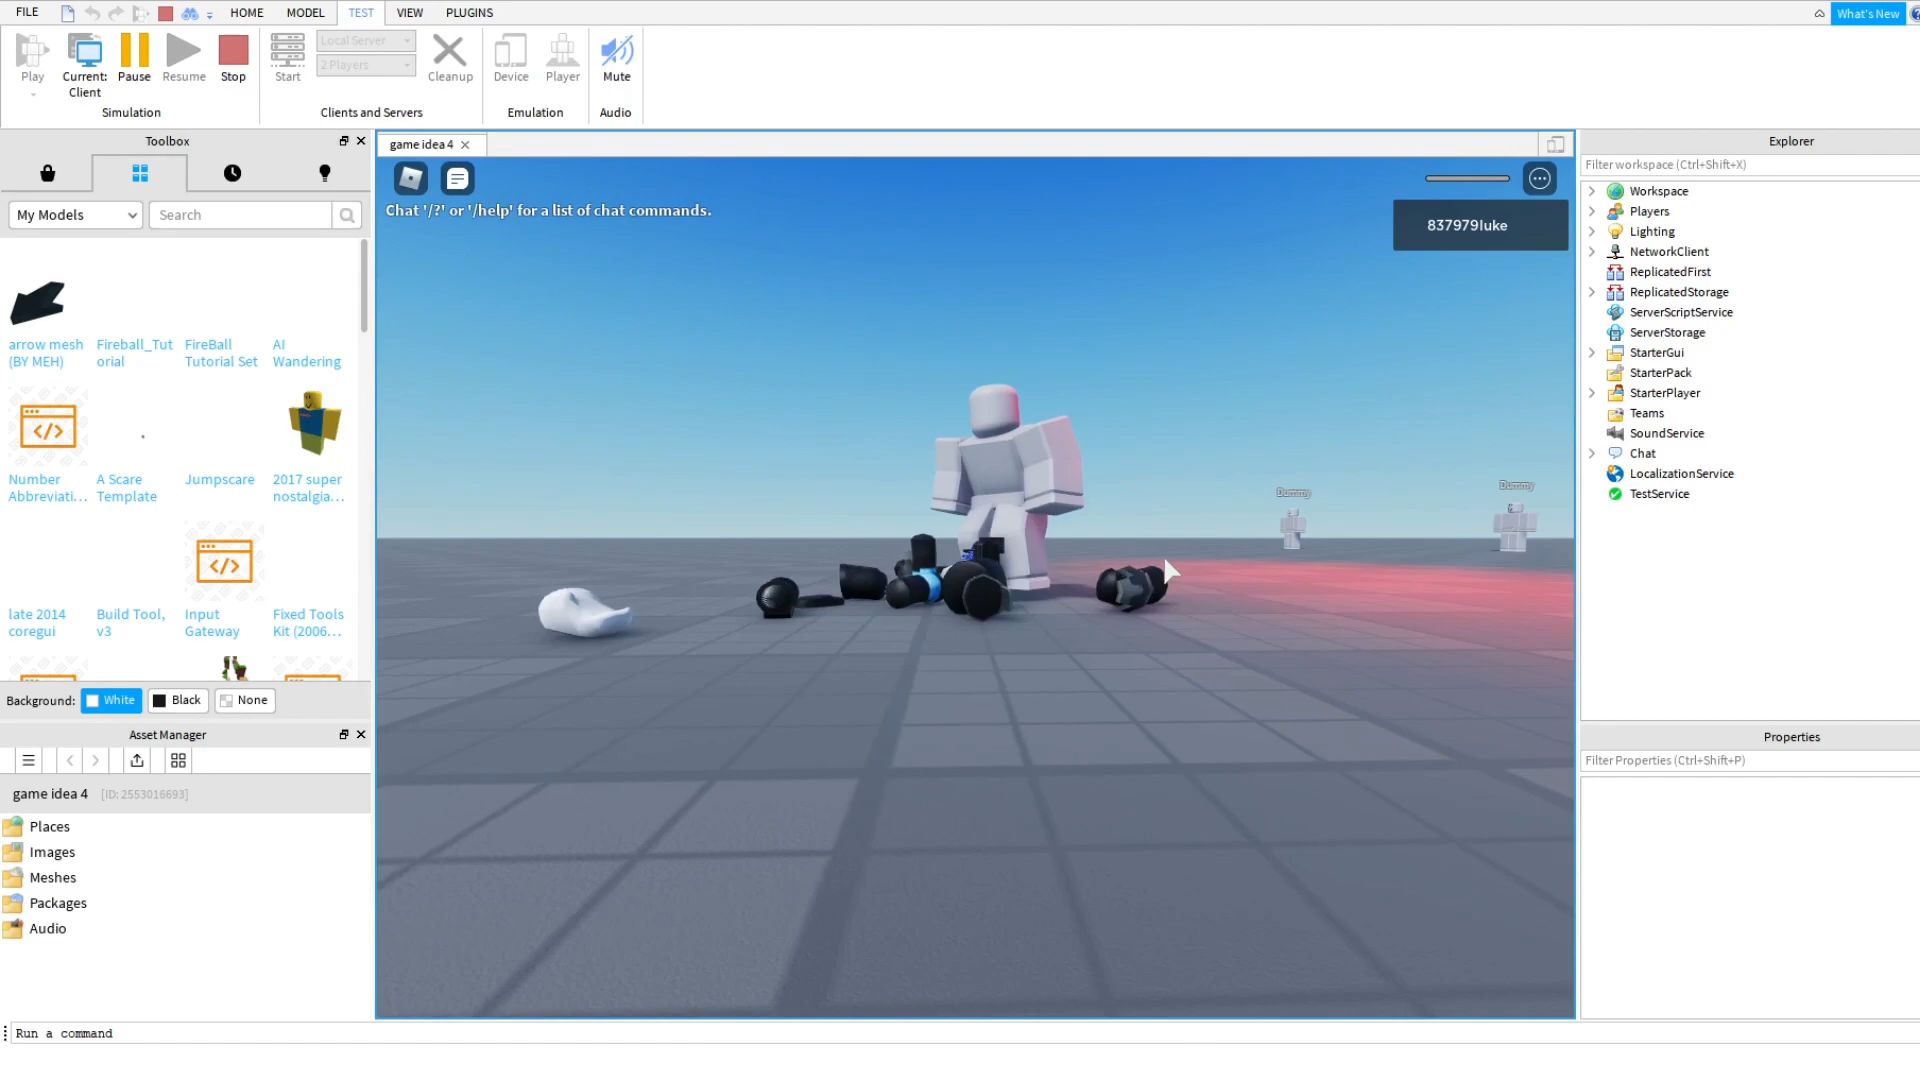 FILE HOME MODEL TEST VIEW PLUGINS What's New
Play Current: Client Pause Resume Stop
Simulation
Start Local Server
2 Players
Cleanup
Clients and Servers
Device Player
Emulation
Mute
Audio
Toolbox
My Models Search
arrow mesh (BY MEH)
Fireball_Tut orial
FireBall Tutorial Set
AI Wandering
Number Abbreviati...
A Scare Template
Jumpscare
2017 super nostalgia...
late 2014 coregui
Build Tool, v3
Input Gateway
Fixed Tools Kit (2006...
Background: White Black None
Asset Manager
game idea 4 [ID: 2553016693]
Places
Images
Meshes
Packages
Audio
Run a command
game idea 4
Chat '/?' or '/help' for a list of chat commands.
837979luke
Dummy
Dummy
Explorer
Filter workspace (Ctrl+Shift+X)
Workspace
Players
Lighting
NetworkClient
ReplicatedFirst
ReplicatedStorage
ServerScriptService
ServerStorage
StarterGui
StarterPack
StarterPlayer
Teams
SoundService
Chat
LocalizationService
TestService
Properties
Filter Properties (Ctrl+Shift+P)